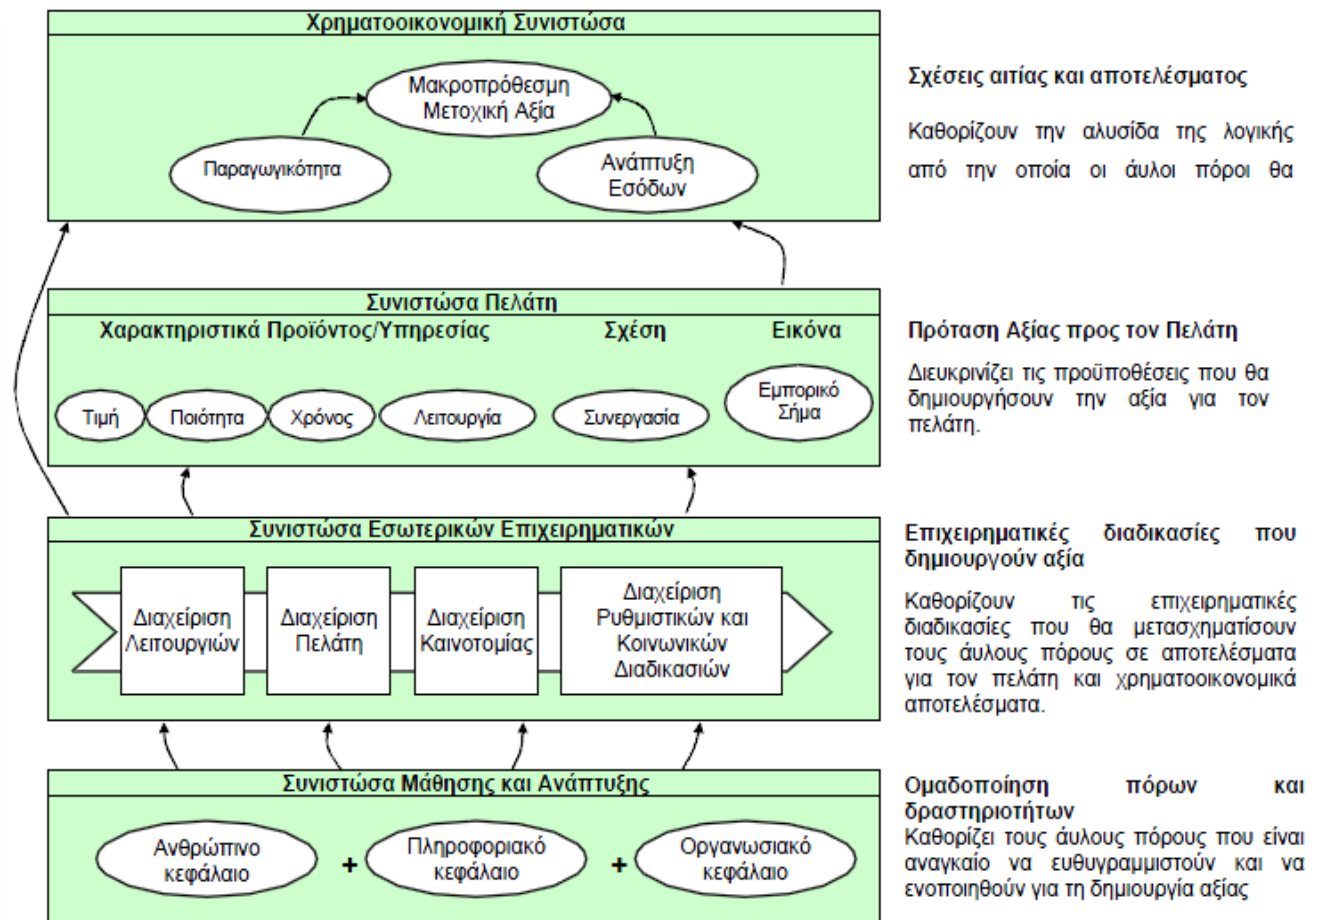 Χρηματοοικονομική Συνιστώσα
Μακροπρόθεσμη
Μετοχική Αξία
Παραγωγικότητα
Ανάπτυξη
Εσόδων
Σχέσεις αιτίας και αποτελέσματος
Καθορίζουν την αλυσίδα της λογικής
από την οποία οι άυλοι πόροι θα
Συνιστώσα Πελάτη
Χαρακτηριστικά Προϊόντος/Υπηρεσίας
Σχέση
Εικόνα
Τιμή
Ποιότητα
Χρόνος
Λειτουργία
Συνεργασία
Εμπορικό
Σήμα
Πρόταση Αξίας προς τον Πελάτη
Διευκρινίζει τις προϋποθέσεις που θα
δημιουργήσουν την αξία για τον
πελάτη.
Συνιστώσα Εσωτερικών Επιχειρηματικών
Διαχείριση
Λειτουργιών
Διαχείριση
Πελάτη
Διαχείριση
Καινοτομίας
Διαχείριση
Ρυθμιστικών και
Κοινωνικών
Διαδικασιών
Επιχειρηματικές διαδικασίες που
δημιουργούν αξία
Καθορίζουν τις επιχειρηματικές
διαδικασίες που θα μετασχηματίσουν
τους άυλους πόρους σε αποτελέσματα
για τον πελάτη και χρηματοοικονομικά
αποτελέσματα.
Συνιστώσα Μάθησης και Ανάπτυξης
Ανθρώπινο
κεφάλαιο
+
Πληροφοριακό
κεφάλαιο
+
Οργανωσιακό
κεφάλαιο
Ομαδοποίηση πόρων και
δραστηριοτήτων
Καθορίζει τους άυλους πόρους που είναι
αναγκαίο να ευθυγραμμιστούν και να
ενοποιηθούν για τη δημιουργία αξίας